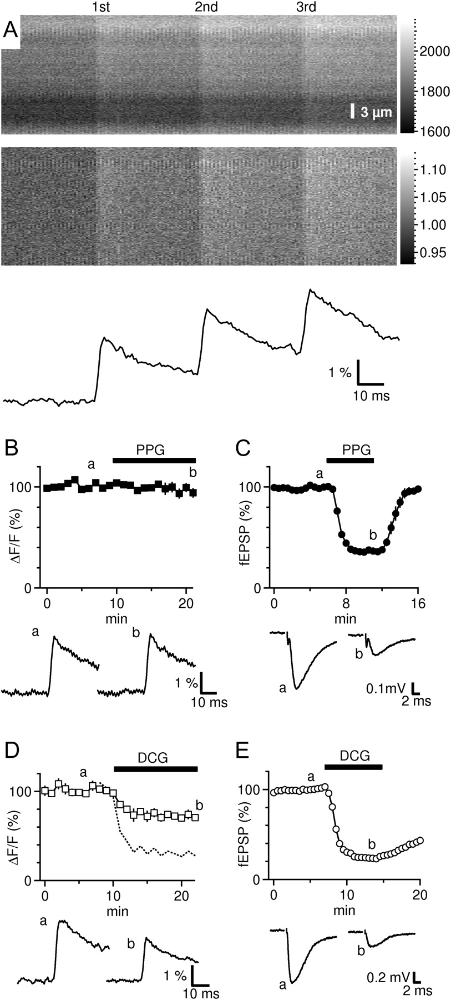 1st 2nd 3rd
A
2000
1800
3 µm
1600
1.10
1.05
1.00
0.95
1 %
10 ms
B PPG
a b
100
ΔF/F (%)
0
0 10 20
min
a b
1 %
10 ms
C PPG
a
100
fEPSP (%)
b
0
0 8 16
min
a b
0.1mV
2 ms
D DCG
a b
100
ΔF/F (%)
0
0 10 20
min
a b
1 %
10 ms
E DCG
a
100
fEPSP (%)
b
0
0 10 20
min
a b
0.2 mV
2 ms